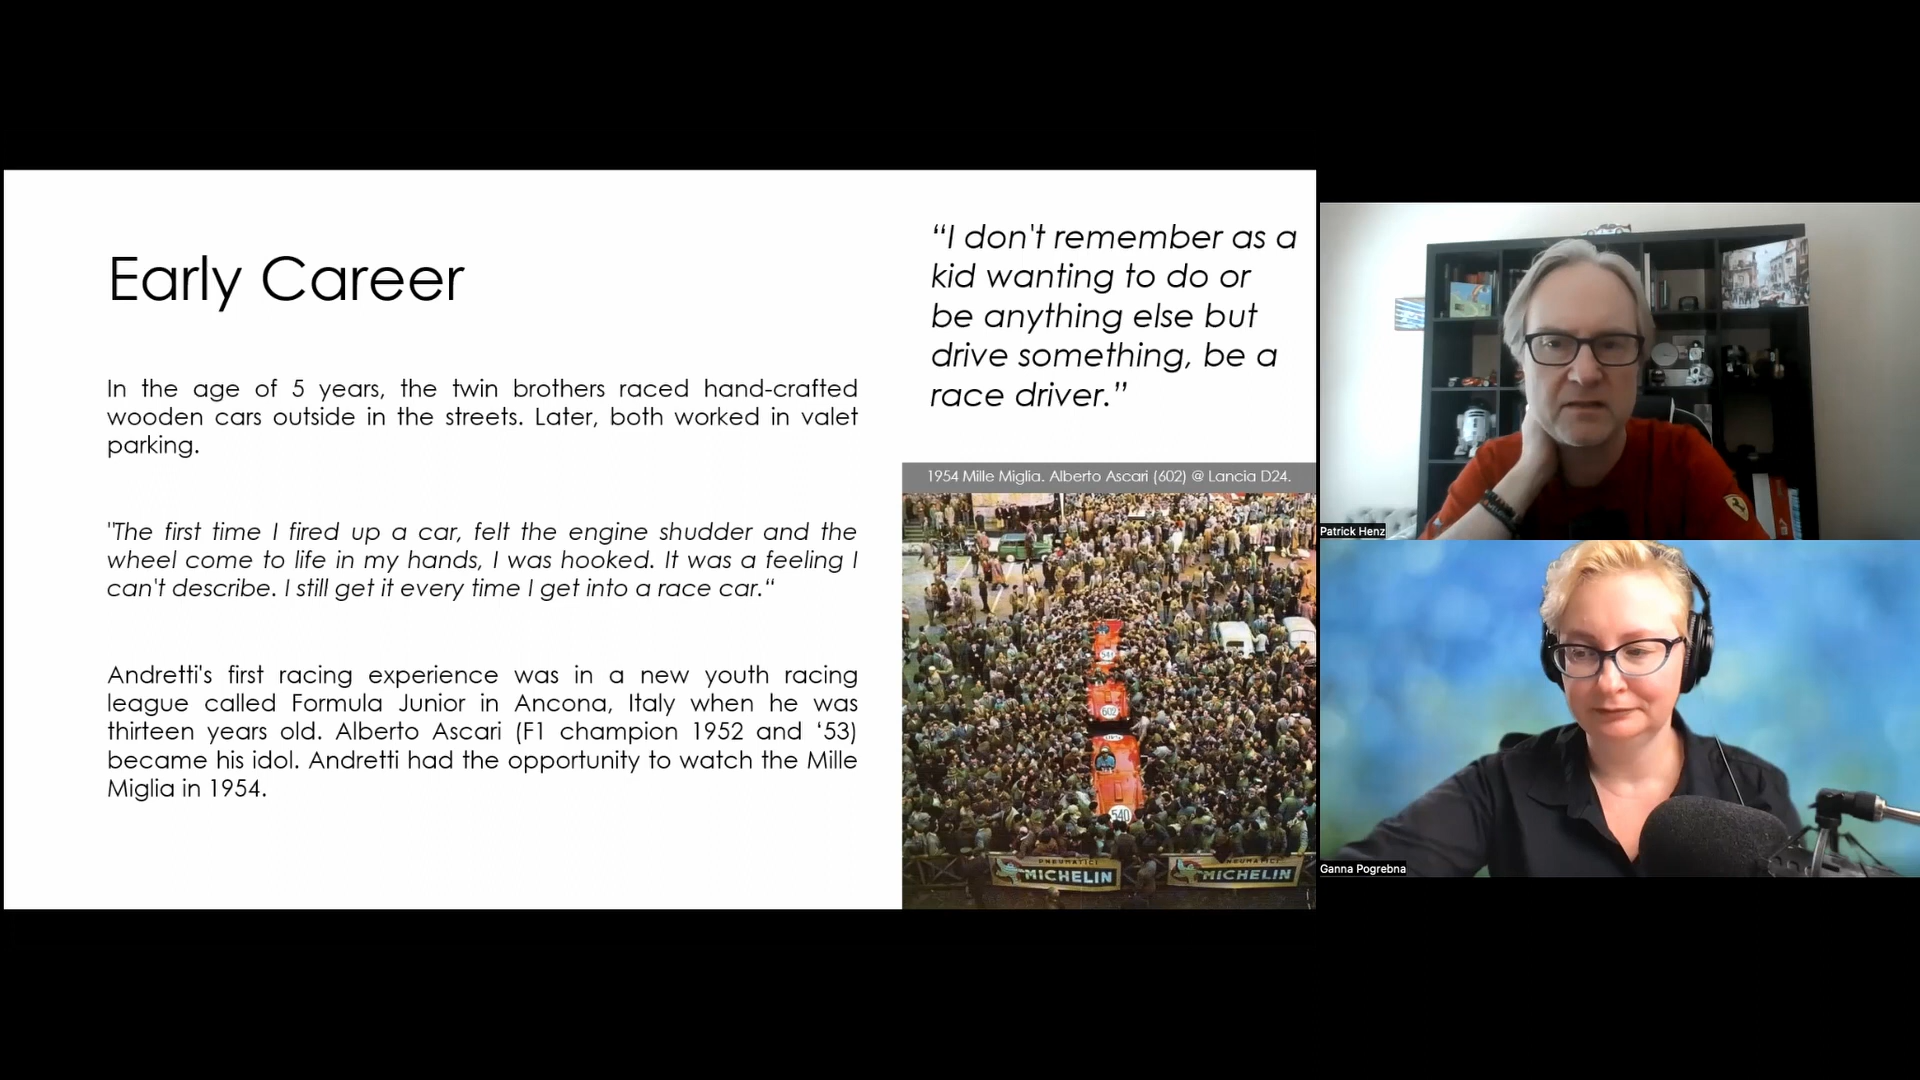 Early Career
In the age of 5 years, the twin brothers raced hand-crafted
wooden cars outside in the streets. Later, both worked in valet
parking.
"The first time I fired up a car, felt the engine shudder and the
wheel come to life in my hands, I was hooked. It was a feeling I
can't describe. I still get it every time I get into a race car.“
Andretti's first racing experience was in a new youth racing
league called Formula Junior in Ancona, Italy when he was
thirteen years old. Alberto Ascari (F1 champion 1952 and ‘53)
became his idol. Andretti had the opportunity to watch the Mille
Miglia in 1954.
“I don't remember as a
kid wanting to do or
be anything else but
drive something, be a
race driver.”
1954 Mille Miglia. Alberto Ascari (602) @ Lancia D24.
544
602
540
PNEUMATICI
MICHELIN
PNEUMATICI
MICHELIN
Patrick Henz
Ganna Pogrebna